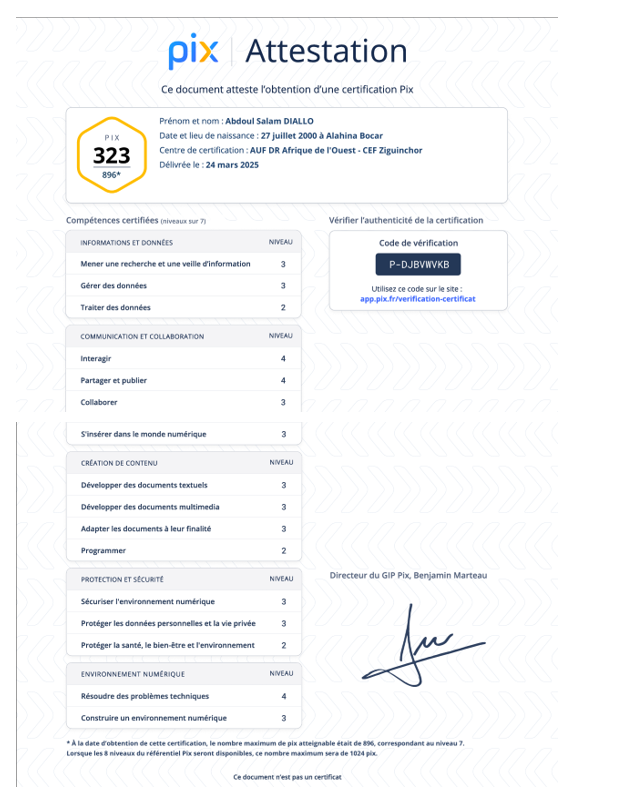 pix Attestation
Ce document atteste l'obtention d'une certification Pix
PIX
323
896*
Prénom et nom : Abdoul Salam DIALLO
Date et lieu de naissance : 27 juillet 2000 à Alahina Bocar
Centre de certification : AUF DR Afrique de l'Ouest - CEF Ziguinchor
Délivrée le : 24 mars 2025
Compétences certifiées (niveaux sur 7)
INFORMATIONS ET DONNÉES NIVEAU
Mener une recherche et une veille d'information 3
Gérer des données 3
Traiter des données 2
COMMUNICATION ET COLLABORATION NIVEAU
Interagir 4
Partager et publier 4
Collaborer 3
S'insérer dans le monde numérique 3
CRÉATION DE CONTENU NIVEAU
Développer des documents textuels 3
Développer des documents multimedia 3
Adapter les documents à leur finalité 3
Programmer 2
PROTECTION ET SÉCURITÉ NIVEAU
Sécuriser l'environnement numérique 3
Protéger les données personnelles et la vie privée 3
Protéger la santé, le bien-être et l'environnement 2
ENVIRONNEMENT NUMÉRIQUE NIVEAU
Résoudre des problèmes techniques 4
Construire un environnement numérique 3
Vérifier l'authenticité de la certification
Code de vérification
P-DJBVWVKB
Utilisez ce code sur le site :
app.pix.fr/verification-certificat
Directeur du GIP Pix, Benjamin Marteau
* À la date d'obtention de cette certification, le nombre maximum de pix atteignable était de 896, correspondant au niveau 7.
Lorsque les 8 niveaux du référentiel Pix seront disponibles, ce nombre maximum sera de 1024 pix.
Ce document n'est pas un certificat